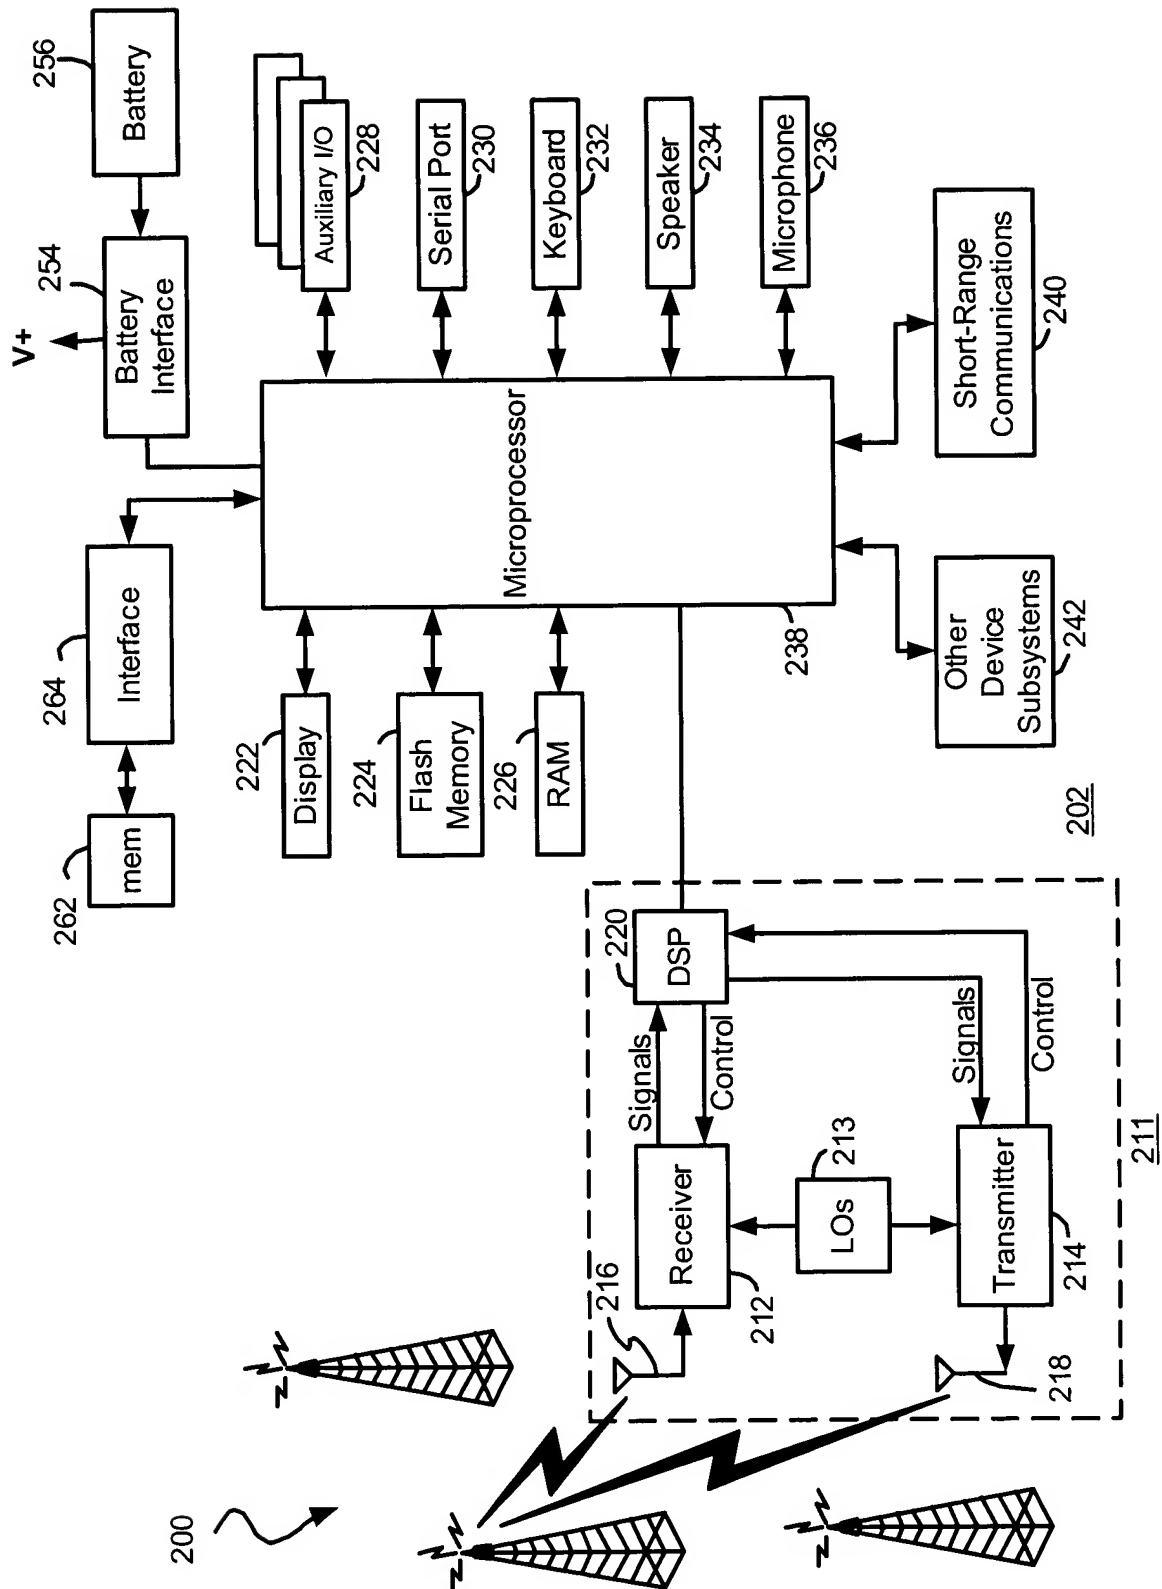 200
262
mem
264
Interface
V+
254
Battery
Interface
256
Battery
222
Display
224
Flash
Memory
226
RAM
Microprocessor
238
Auxiliary I/O
228
Serial Port
230
Keyboard
232
Speaker
234
Microphone
236
216
Receiver
212
Signals
Control
220
DSP
LOs
213
218
Transmitter
214
Signals
Control
211
202
Other
Device
Subsystems
242
Short-Range
Communications
240